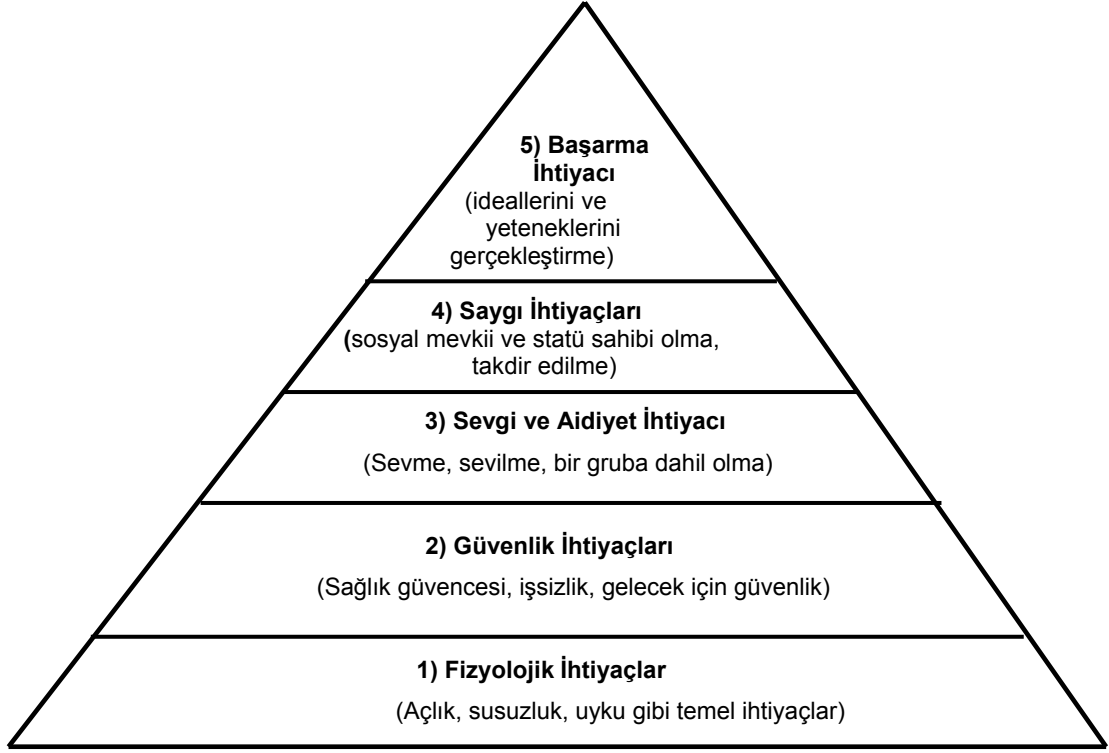 5) Başarma
İhtiyacı
(ideallerini ve
yeteneklerini
gerçekleştirme)
4) Saygı İhtiyaçları
(sosyal mevkii ve statü sahibi olma,
takdir edilme)
3) Sevgi ve Aidiyet İhtiyacı
(Sevme, sevilme, bir gruba dahil olma)
2) Güvenlik İhtiyaçları
(Sağlık güvencesi, işsizlik, gelecek için güvenlik)
1) Fizyolojik İhtiyaçlar
(Açlık, susuzluk, uyku gibi temel ihtiyaçlar)